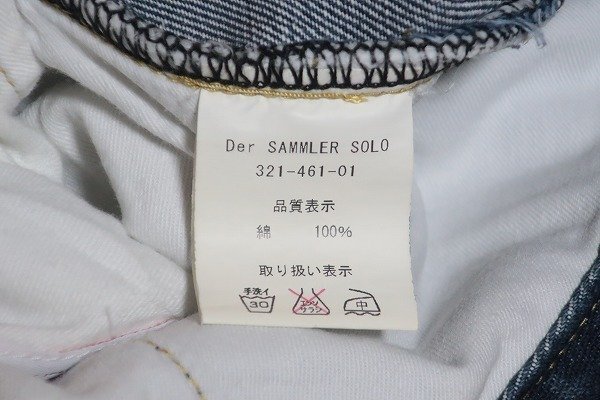 Der SAMMLER SOLO
321-461-01
品質表示
綿 100%
取り扱い表示
手洗イ
30
エンソ
サラシ
中